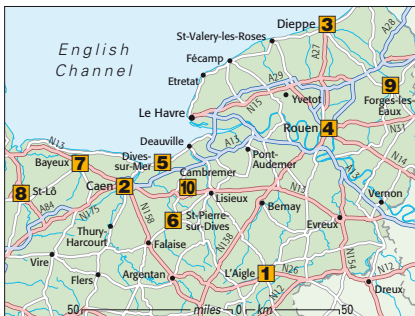 Dieppe 3
A28
St-Valery-les-Roses
English
Channel
Fécamp
A27
Etretat
A29
9
Yvetot
Forges-les-
Eaux
N15
Le Havre
Rouen 4
N31
Deauville
A13
N13
Bayeux
7
Dives-
sur-Mer
5
Pont-
Audemer
A13
N14
Cambremer
10
Caen 2
8 St-Lô
Lisieux
N13
Vernon
A84
N175
6
St-Pierre-
sur-Dives
Bernay
Evreux
Thury-
Harcourt
N158
Falaise
N138
Vire
Flers
Argentan
L'Aigle 1
N26
N154
N12
N12
Dreux
50 miles 0 km 50